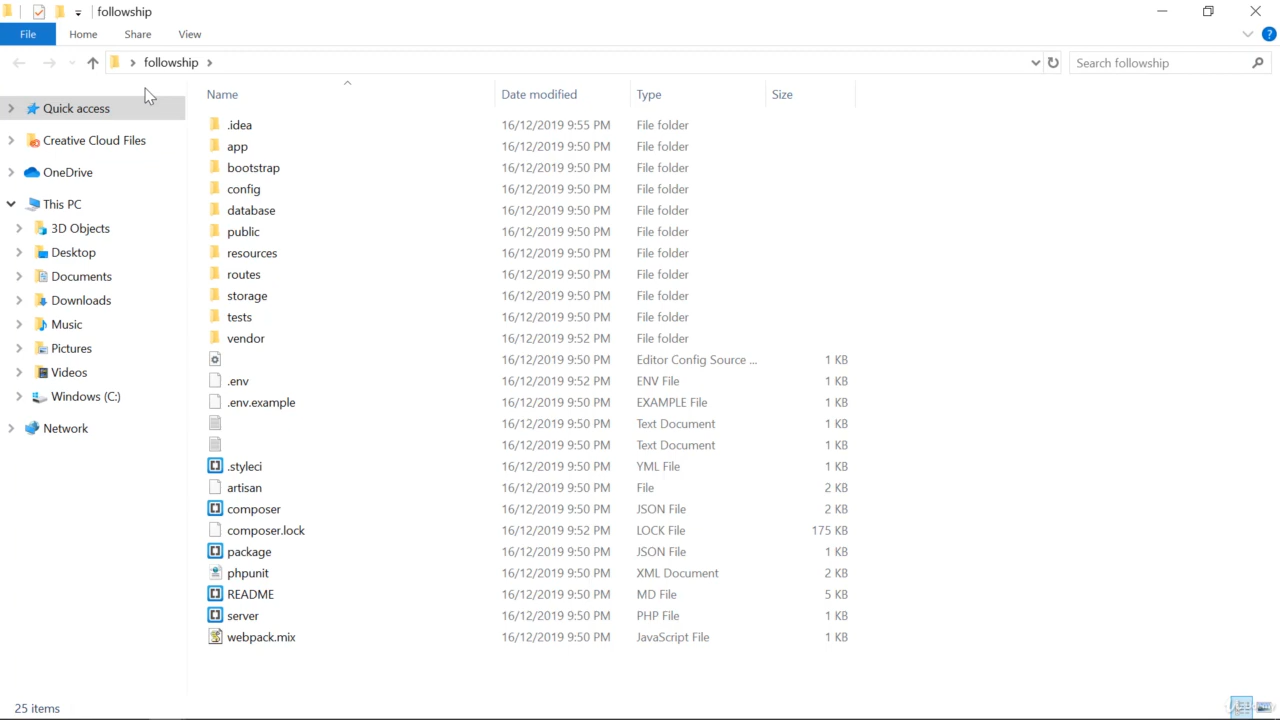 followship
File Home Share View
followship
Search followship
Quick access
Creative Cloud Files
OneDrive
This PC
3D Objects
Desktop
Documents
Downloads
Music
Pictures
Videos
Windows (C:)
Network
Name Date modified Type Size
.idea 16/12/2019 9:55 PM File folder
app 16/12/2019 9:50 PM File folder
bootstrap 16/12/2019 9:50 PM File folder
config 16/12/2019 9:50 PM File folder
database 16/12/2019 9:50 PM File folder
public 16/12/2019 9:50 PM File folder
resources 16/12/2019 9:50 PM File folder
routes 16/12/2019 9:50 PM File folder
storage 16/12/2019 9:50 PM File folder
tests 16/12/2019 9:50 PM File folder
vendor 16/12/2019 9:52 PM File folder
16/12/2019 9:50 PM Editor Config Source ... 1 KB
.env 16/12/2019 9:52 PM ENV File 1 KB
.env.example 16/12/2019 9:50 PM EXAMPLE File 1 KB
16/12/2019 9:50 PM Text Document 1 KB
16/12/2019 9:50 PM Text Document 1 KB
.styleci 16/12/2019 9:50 PM YML File 1 KB
artisan 16/12/2019 9:50 PM File 2 KB
composer 16/12/2019 9:50 PM JSON File 2 KB
composer.lock 16/12/2019 9:52 PM LOCK File 175 KB
package 16/12/2019 9:50 PM JSON File 1 KB
phpunit 16/12/2019 9:50 PM XML Document 2 KB
README 16/12/2019 9:50 PM MD File 5 KB
server 16/12/2019 9:50 PM PHP File 1 KB
webpack.mix 16/12/2019 9:50 PM JavaScript File 1 KB
25 items